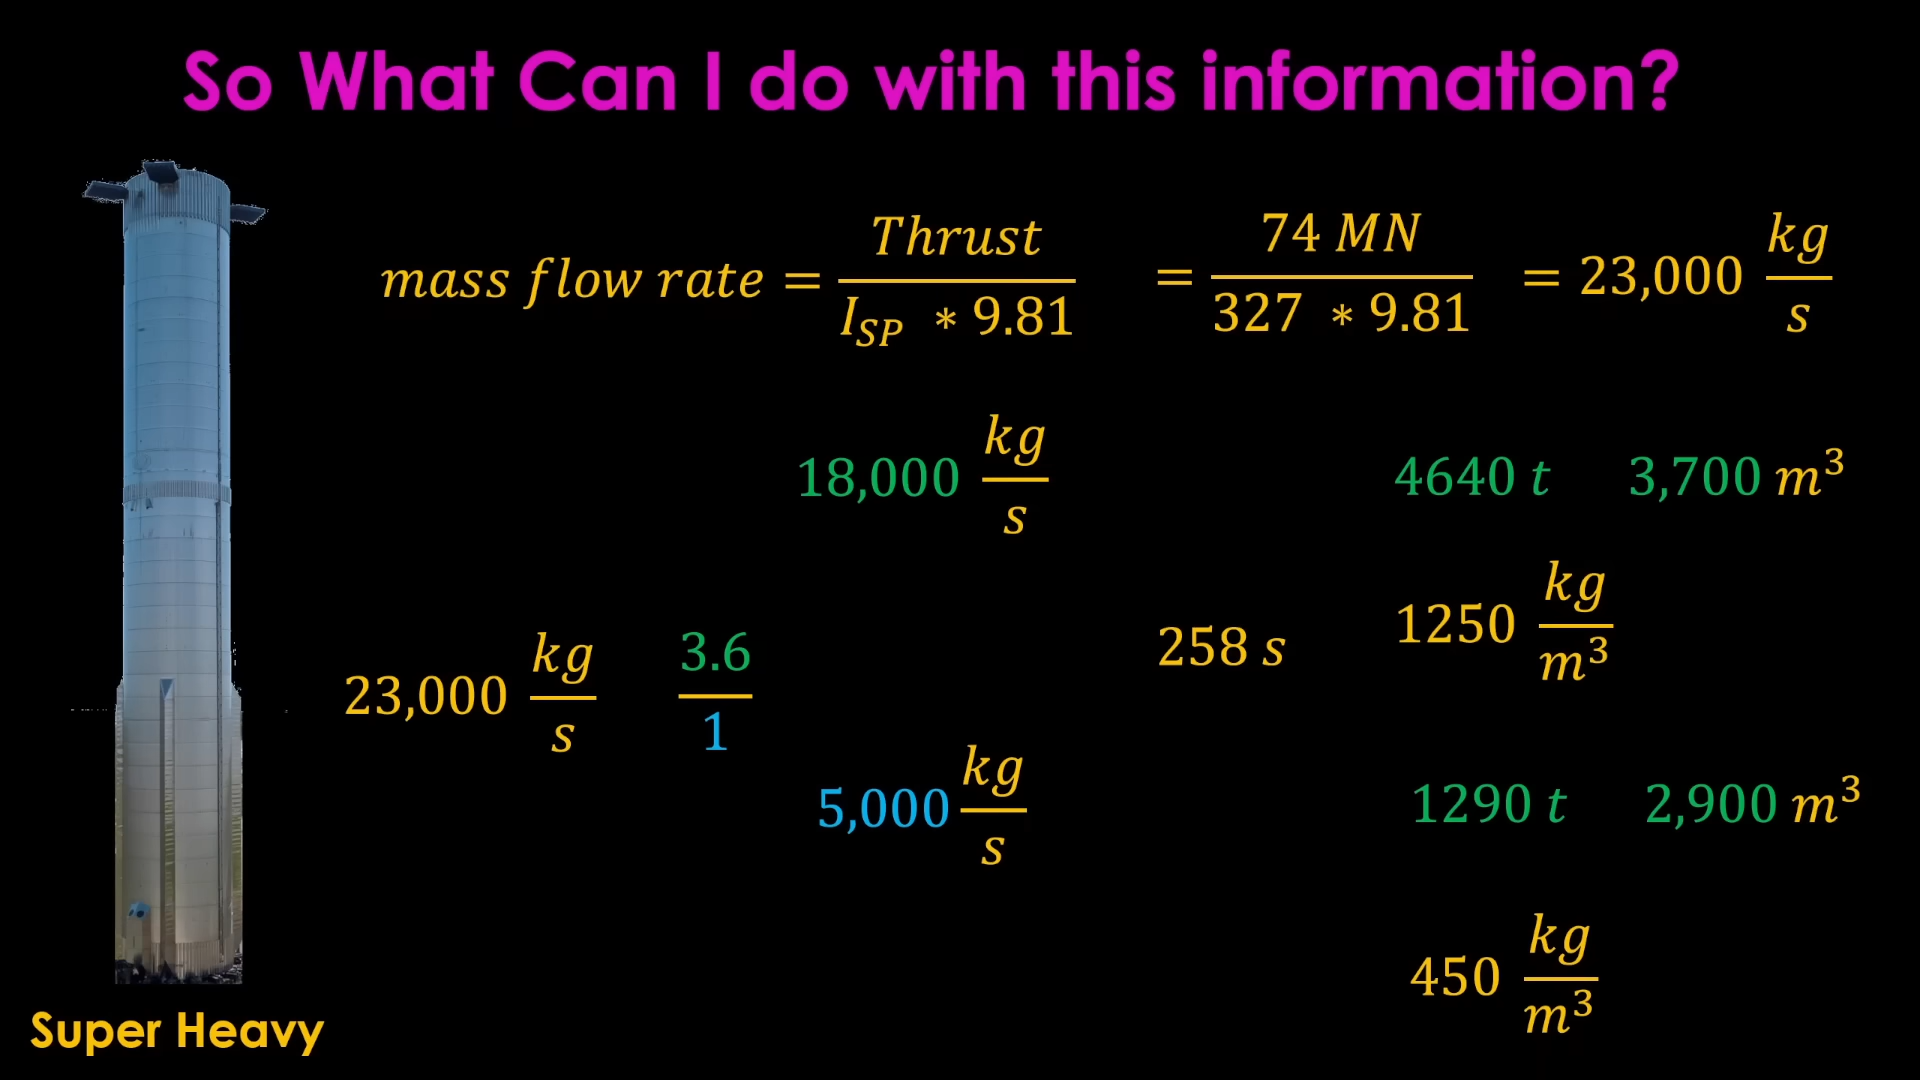 So What Can I do with this information?
mass flow rate = Thrust / I_SP * 9.81 = 74 MN / 327 * 9.81 = 23,000 kg/s
18,000 kg/s
4640 t 3,700 m³
1250 kg/m³
23,000 kg/s 3.6/1
258 s
5,000 kg/s
1290 t 2,900 m³
450 kg/m³
Super Heavy